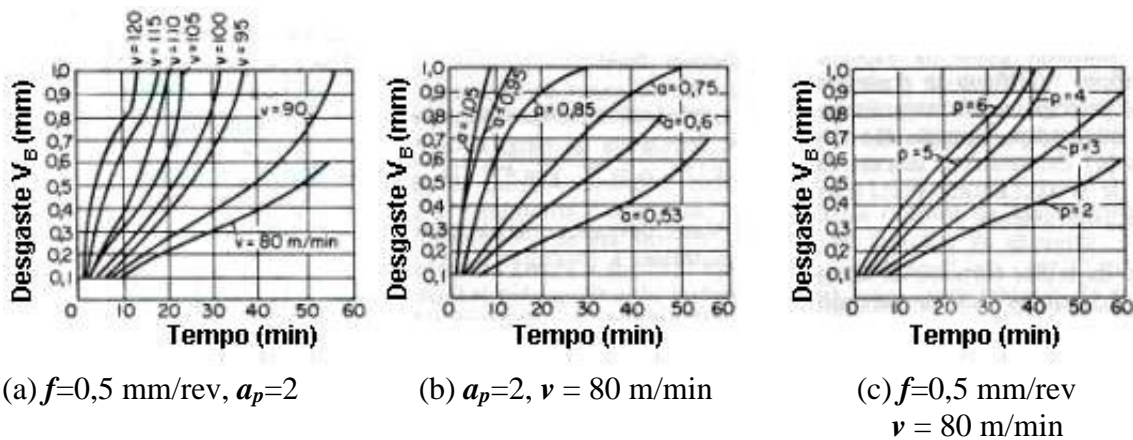 v=120
v=115
v=110
v=105
v=100
v=95
1,0
0,9
0,8
0,7
0,6
0,5
0,4
0,3
0,2
0,1
v=90
v=80 m/min
Desgaste VB (mm)
0 10 20 30 40 50 60
Tempo (min)
1,0
0,9
0,8
0,7
0,6
0,5
0,4
0,3
0,2
0,1
a=1,05
a=0,95
a=0,85
a=0,75
a=0,6
a=0,53
Desgaste VB (mm)
0 10 20 30 40 50 60
Tempo (min)
1,0
0,9
0,8
0,7
0,6
0,5
0,4
0,3
0,2
0,1
p=6
p=5
p=4
p=3
p=2
Desgaste VB (mm)
0 10 20 30 40 50 60
Tempo (min)
(a) f=0,5 mm/rev, ap=2
(b) ap=2, v = 80 m/min
(c) f=0,5 mm/rev
v = 80 m/min